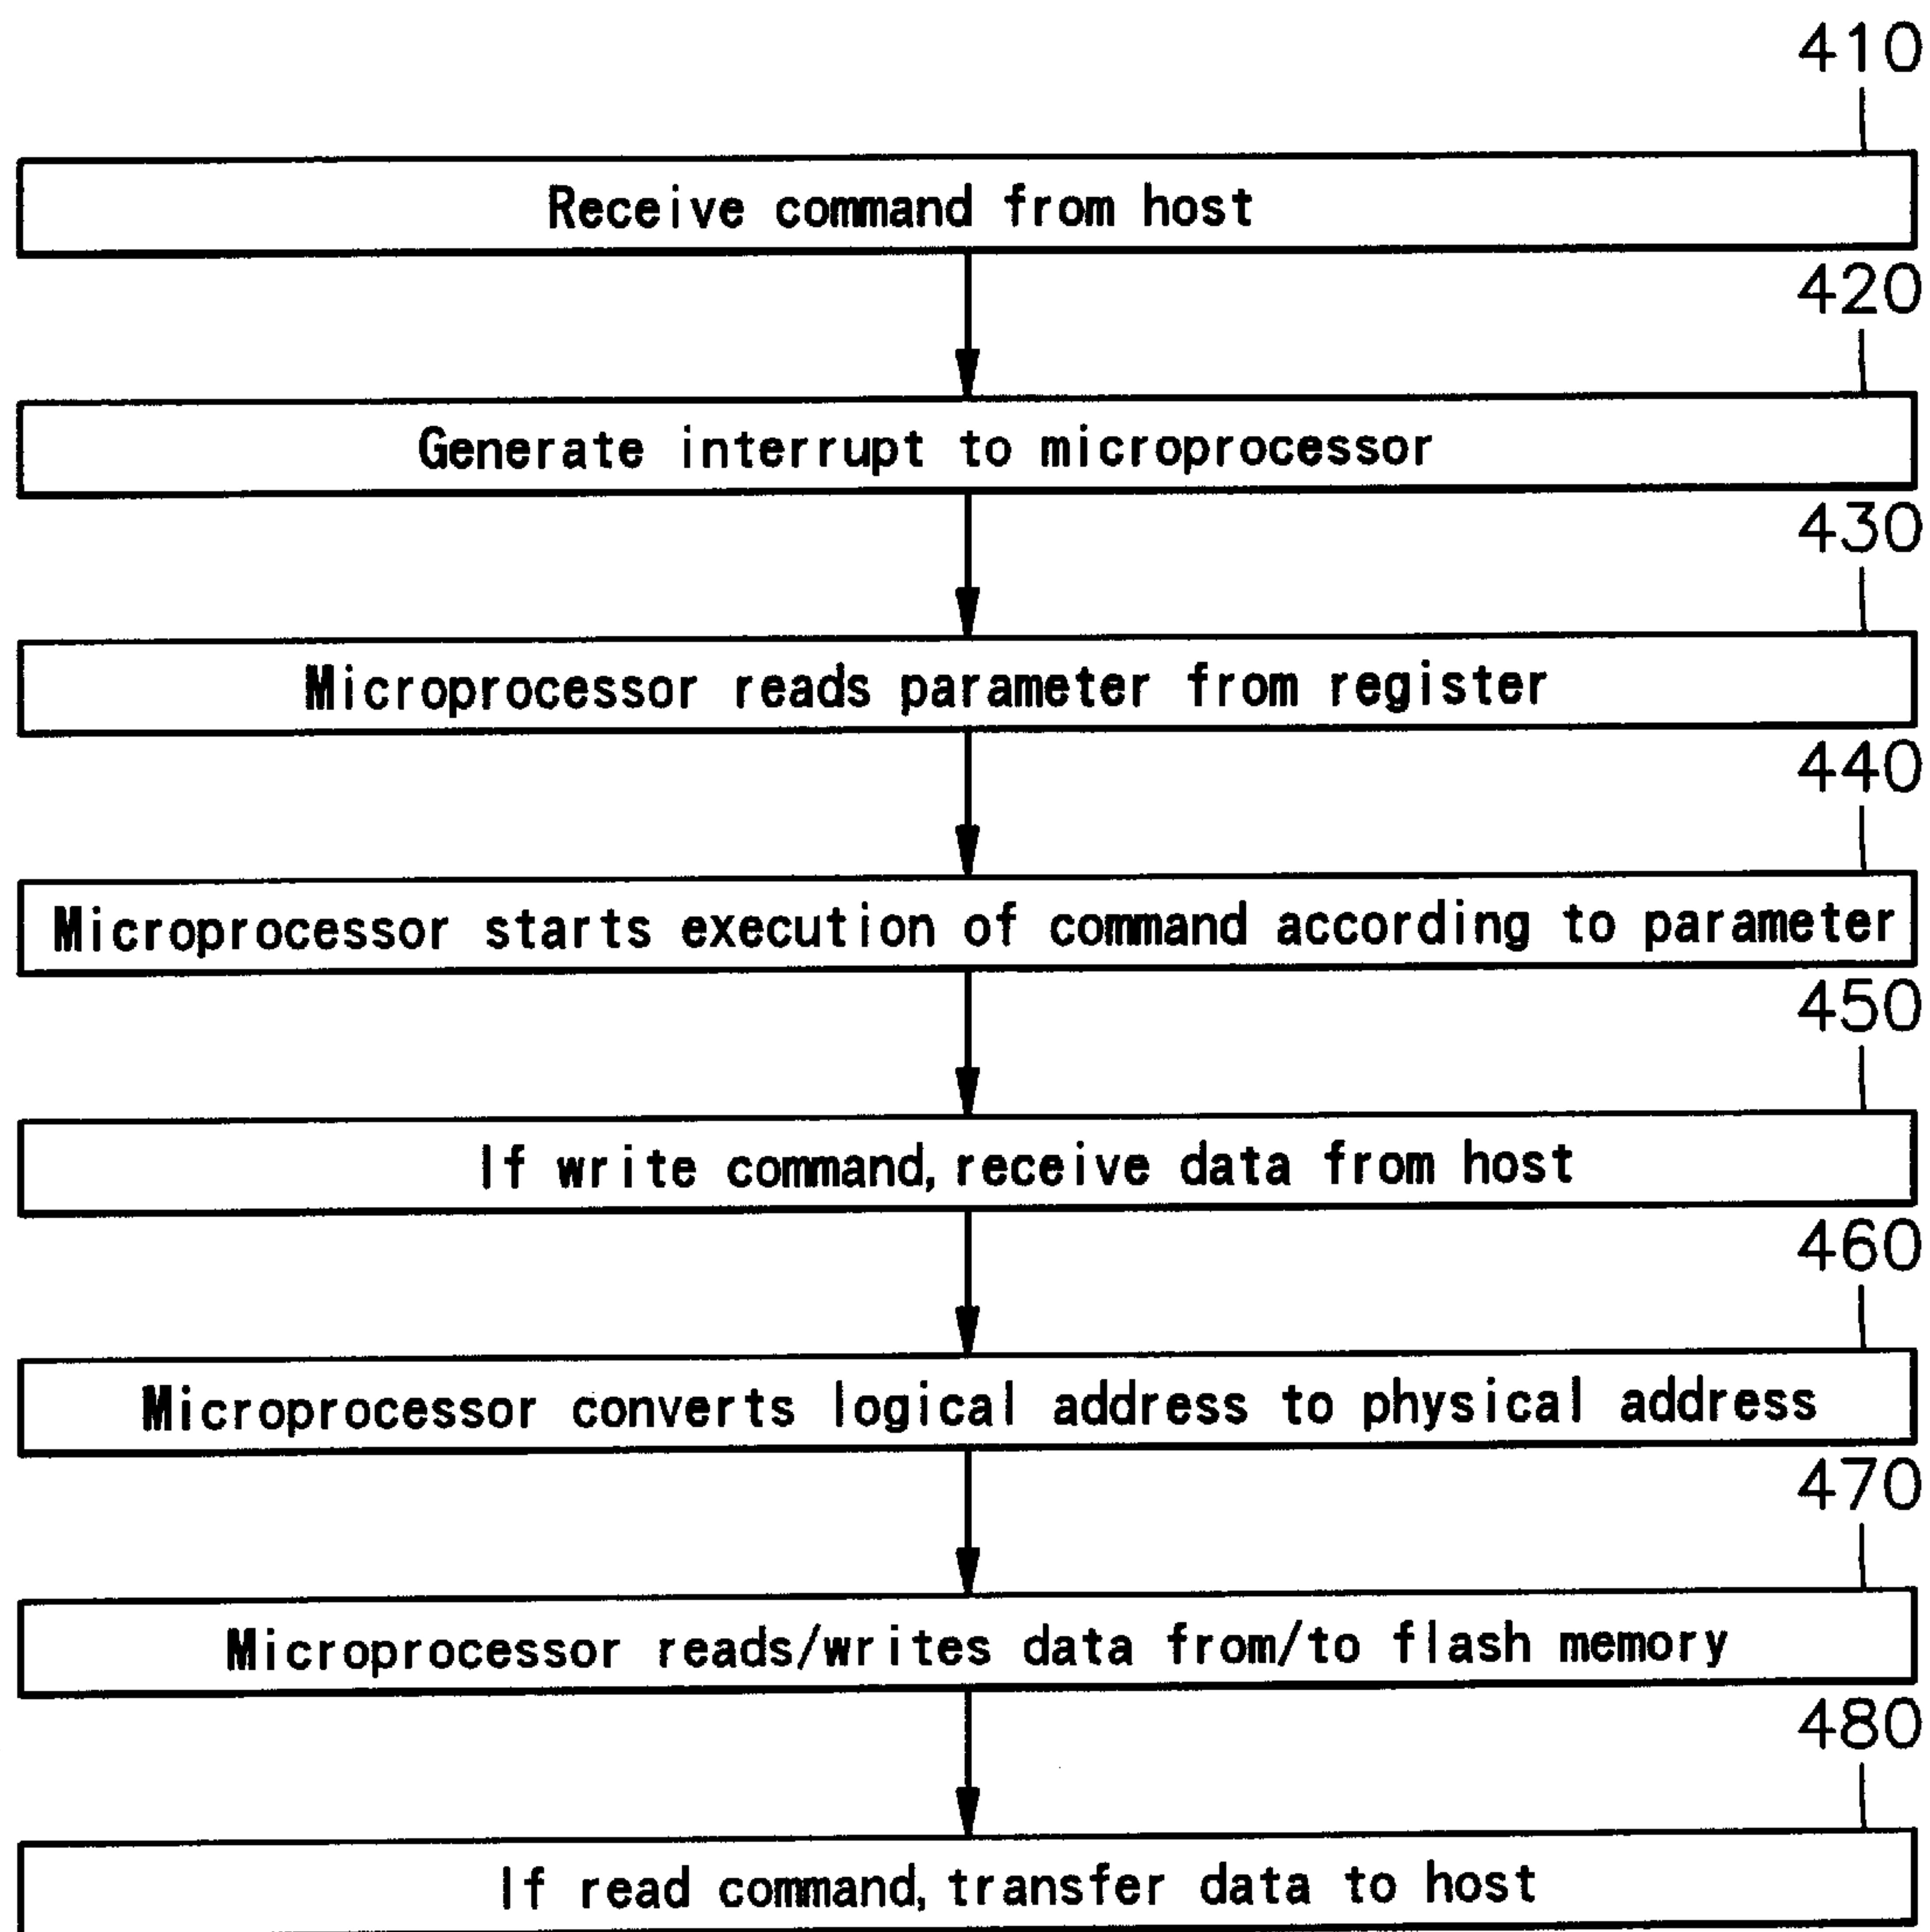 410
Receive command from host
420
Generate interrupt to microprocessor
430
Microprocessor reads parameter from register
440
Microprocessor starts execution of command according to parameter
450
If write command, receive data from host
460
Microprocessor converts logical address to physical address
470
Microprocessor reads/writes data from/to flash memory
480
If read command, transfer data to host